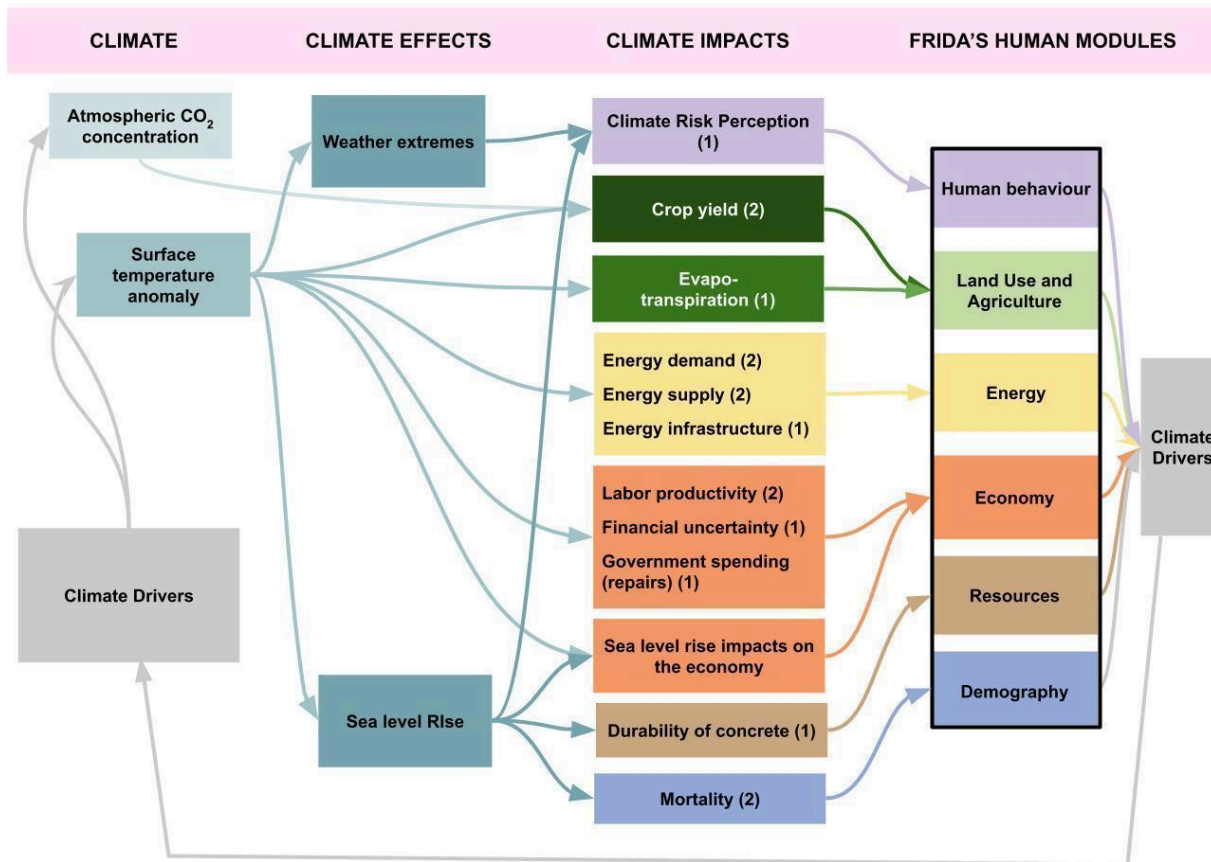 CLIMATE
CLIMATE EFFECTS
CLIMATE IMPACTS
FRIDA'S HUMAN MODULES
Atmospheric CO₂
concentration
Surface
temperature
anomaly
Climate Drivers
Weather extremes
Sea level RIse
Climate Risk Perception
(1)
Crop yield (2)
Evapo-
transpiration (1)
Energy demand (2)
Energy supply (2)
Energy infrastructure (1)
Labor productivity (2)
Financial uncertainty (1)
Government spending
(repairs) (1)
Sea level rise impacts on
the economy
Durability of concrete (1)
Mortality (2)
Human behaviour
Land Use and
Agriculture
Energy
Economy
Resources
Demography
Climate
Drivers